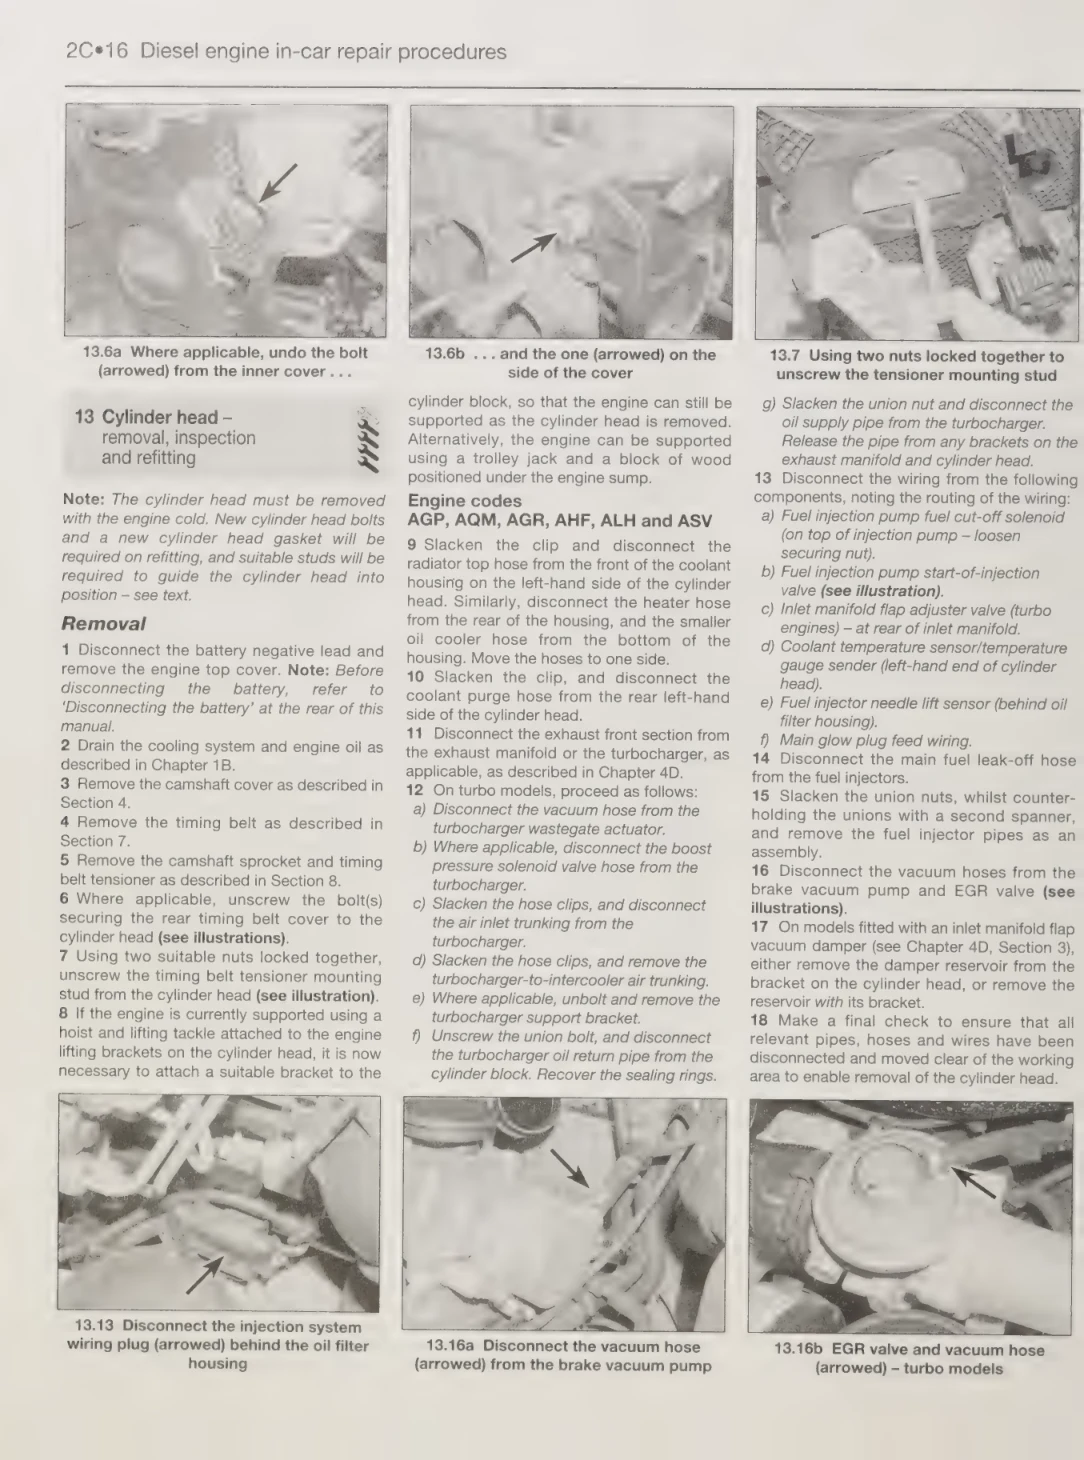 2C•16 Diesel engine in-car repair procedures
13.6a Where applicable, undo the bolt
(arrowed) from the inner cover . . .
13.6b . . . and the one (arrowed) on the
side of the cover
13.7 Using two nuts locked together to
unscrew the tensioner mounting stud
13 Cylinder head –
removal, inspection
and refitting
Note: The cylinder head must be removed
with the engine cold. New cylinder head bolts
and a new cylinder head gasket will be
required on refitting, and suitable studs will be
required to guide the cylinder head into
position – see text.
Removal
1 Disconnect the battery negative lead and
remove the engine top cover. Note: Before
disconnecting the battery, refer to
'Disconnecting the battery' at the rear of this
manual.
2 Drain the cooling system and engine oil as
described in Chapter 1B.
3 Remove the camshaft cover as described in
Section 4.
4 Remove the timing belt as described in
Section 7.
5 Remove the camshaft sprocket and timing
belt tensioner as described in Section 8.
6 Where applicable, unscrew the bolt(s)
securing the rear timing belt cover to the
cylinder head (see illustrations).
7 Using two suitable nuts locked together,
unscrew the timing belt tensioner mounting
stud from the cylinder head (see illustration).
8 If the engine is currently supported using a
hoist and lifting tackle attached to the engine
lifting brackets on the cylinder head, it is now
necessary to attach a suitable bracket to the
cylinder block, so that the engine can still be
supported as the cylinder head is removed.
Alternatively, the engine can be supported
using a trolley jack and a block of wood
positioned under the engine sump.
Engine codes
AGP, AQM, AGR, AHF, ALH and ASV
9 Slacken the clip and disconnect the
radiator top hose from the front of the coolant
housing on the left-hand side of the cylinder
head. Similarly, disconnect the heater hose
from the rear of the housing, and the smaller
oil cooler hose from the bottom of the
housing. Move the hoses to one side.
10 Slacken the clip, and disconnect the
coolant purge hose from the rear left-hand
side of the cylinder head.
11 Disconnect the exhaust front section from
the exhaust manifold or the turbocharger, as
applicable, as described in Chapter 4D.
12 On turbo models, proceed as follows:
a) Disconnect the vacuum hose from the
turbocharger wastegate actuator.
b) Where applicable, disconnect the boost
pressure solenoid valve hose from the
turbocharger.
c) Slacken the hose clips, and disconnect
the air inlet trunking from the
turbocharger.
d) Slacken the hose clips, and remove the
turbocharger-to-intercooler air trunking.
e) Where applicable, unbolt and remove the
turbocharger support bracket.
f) Unscrew the union bolt, and disconnect
the turbocharger oil return pipe from the
cylinder block. Recover the sealing rings.
g) Slacken the union nut and disconnect the
oil supply pipe from the turbocharger.
Release the pipe from any brackets on the
exhaust manifold and cylinder head.
13 Disconnect the wiring from the following
components, noting the routing of the wiring:
a) Fuel injection pump fuel cut-off solenoid
(on top of injection pump – loosen
securing nut).
b) Fuel injection pump start-of-injection
valve (see illustration).
c) Inlet manifold flap adjuster valve (turbo
engines) – at rear of inlet manifold.
d) Coolant temperature sensor/temperature
gauge sender (left-hand end of cylinder
head).
e) Fuel injector needle lift sensor (behind oil
filter housing).
f) Main glow plug feed wiring.
14 Disconnect the main fuel leak-off hose
from the fuel injectors.
15 Slacken the union nuts, whilst counter-
holding the unions with a second spanner,
and remove the fuel injector pipes as an
assembly.
16 Disconnect the vacuum hoses from the
brake vacuum pump and EGR valve (see
illustrations).
17 On models fitted with an inlet manifold flap
vacuum damper (see Chapter 4D, Section 3),
either remove the damper reservoir from the
bracket on the cylinder head, or remove the
reservoir with its bracket.
18 Make a final check to ensure that all
relevant pipes, hoses and wires have been
disconnected and moved clear of the working
area to enable removal of the cylinder head.
13.13 Disconnect the injection system
wiring plug (arrowed) behind the oil filter
housing
13.16a Disconnect the vacuum hose
(arrowed) from the brake vacuum pump
13.16b EGR valve and vacuum hose
(arrowed) – turbo models